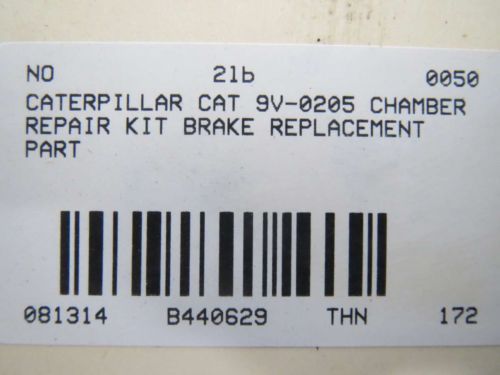 NO 21b 0050
CATERPILLAR CAT 9V-0205 CHAMBER
REPAIR KIT BRAKE REPLACEMENT
PART
081314 B440629 THN 172